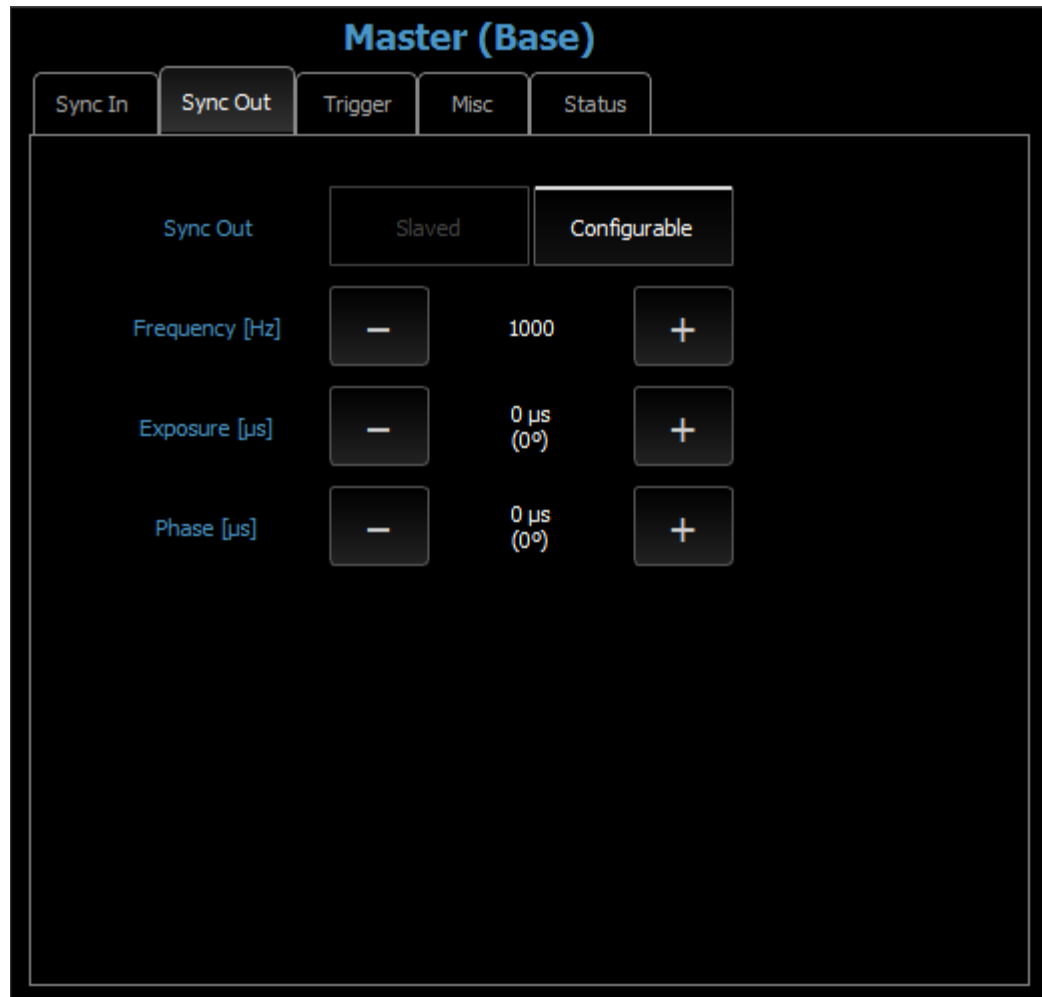 Master (Base)
Sync In Sync Out Trigger Misc Status
Sync Out Slaved Configurable
Frequency [Hz] − 1000 +
Exposure [µs] − 0 µs (0º) +
Phase [µs] − 0 µs (0º) +